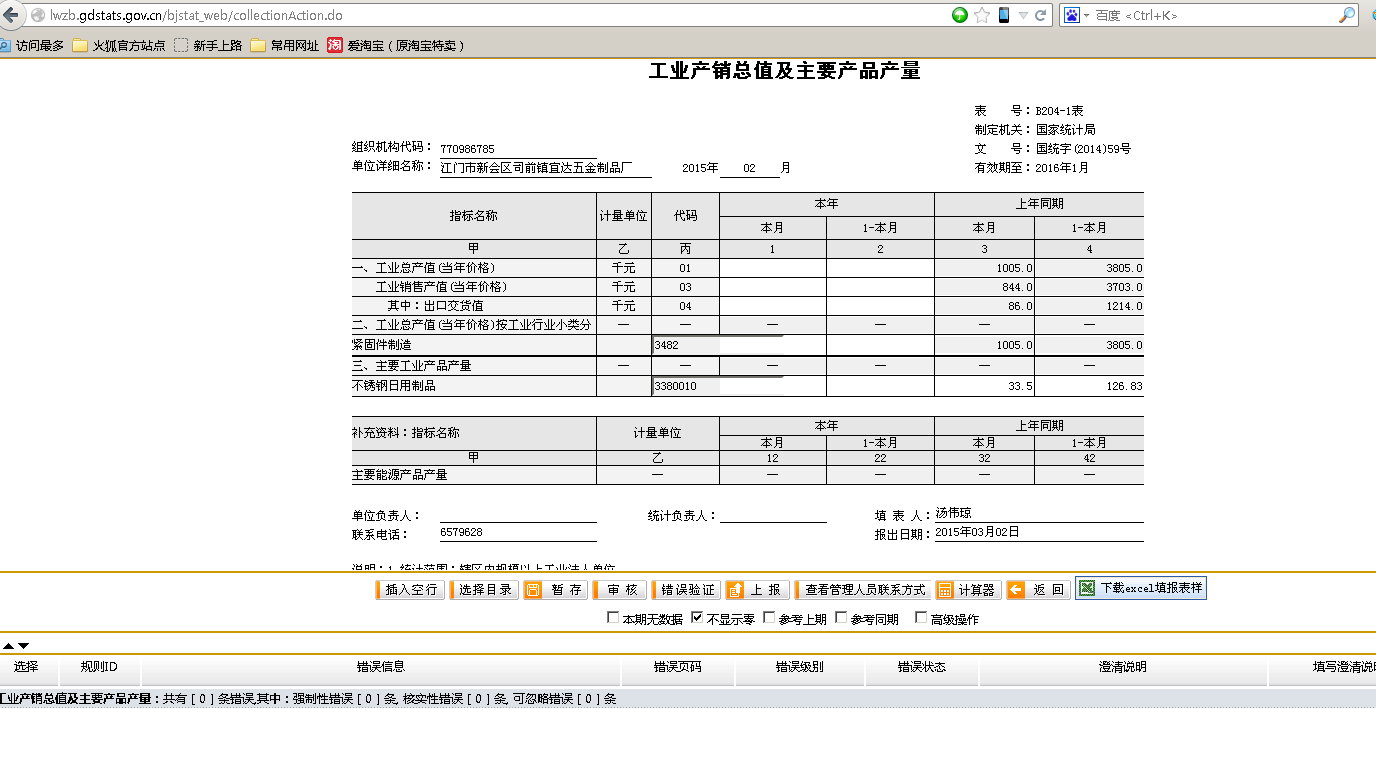 lwzb.gdstats.gov.cn/bjstat_web/collectionAction.do 百度 <Ctrl+K>
访问最多 火狐官方站点 新手上路 常用网址 淘 爱淘宝（原淘宝特卖）
工业产销总值及主要产品产量
表 号：B204-1表
制定机关：国家统计局
组织机构代码：770986785 文 号：国统字(2014)59号
单位详细名称：江门市新会区司前镇宜达五金制品厂 2015年 02 月 有效期至：2016年1月
指标名称 计量单位 代码 本年 上年同期
本月 1-本月 本月 1-本月
甲 乙 丙 1 2 3 4
一、工业总产值(当年价格) 千元 01 1005.0 3805.0
工业销售产值(当年价格) 千元 03 844.0 3703.0
其中：出口交货值 千元 04 86.0 1214.0
二、工业总产值(当年价格)按工业行业小类分 — — — — — —
紧固件制造 3482 1005.0 3805.0
三、主要工业产品产量 — — — — — —
不锈钢日用制品 3380010 33.5 126.83
补充资料：指标名称 计量单位 本年 上年同期
本月 1-本月 本月 1-本月
甲 乙 12 22 32 42
主要能源产品产量 — — — — —
单位负责人： 统计负责人： 填 表 人：汤伟琼
联系电话： 6579628 报出日期：2015年03月02日
说明：1.统计范围：辖区内规模以上工业法人单位
插入空行 选择目录 暂 存 审 核 错误验证 上 报 查看管理人员联系方式 计算器 返 回 下载excel填报表样
本期无数据 不显示零 参考上期 参考同期 高级操作
选择 规则ID 错误信息 错误页码 错误级别 错误状态 澄清说明 填写澄清说
工业产销总值及主要产品产量：共有 [ 0 ] 条错误,其中：强制性错误 [ 0 ] 条, 核实性错误 [ 0 ] 条, 可忽略错误 [ 0 ] 条